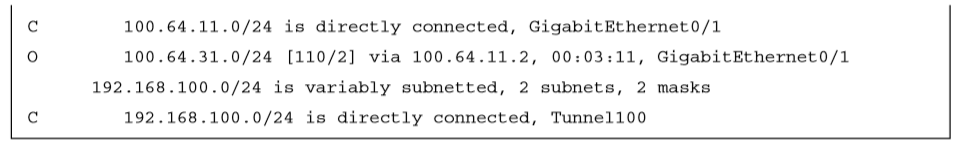 C 100.64.11.0/24 is directly connected, GigabitEthernet0/1
O 100.64.31.0/24 [110/2] via 100.64.11.2, 00:03:11, GigabitEthernet0/1
192.168.100.0/24 is variably subnetted, 2 subnets, 2 masks
C 192.168.100.0/24 is directly connected, Tunnel100